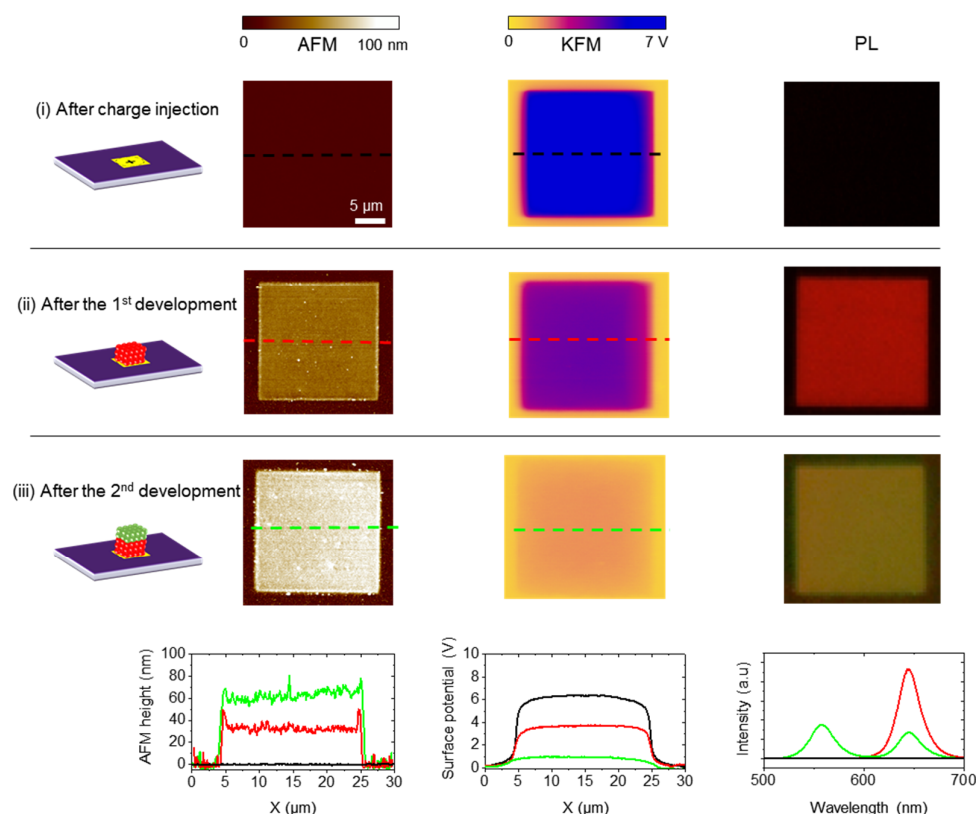 0 AFM 100 nm
0 KFM 7 V
PL
(i) After charge injection
+
5 µm
(ii) After the 1st development
(iii) After the 2nd development
AFM height (nm)
100
80
60
40
20
0
0 5 10 15 20 25 30
X (µm)
Surface potential (V)
10
8
6
4
2
0
0 5 10 15 20 25 30
X (µm)
Intensity (a.u)
500 600 700
Wavelength (nm)